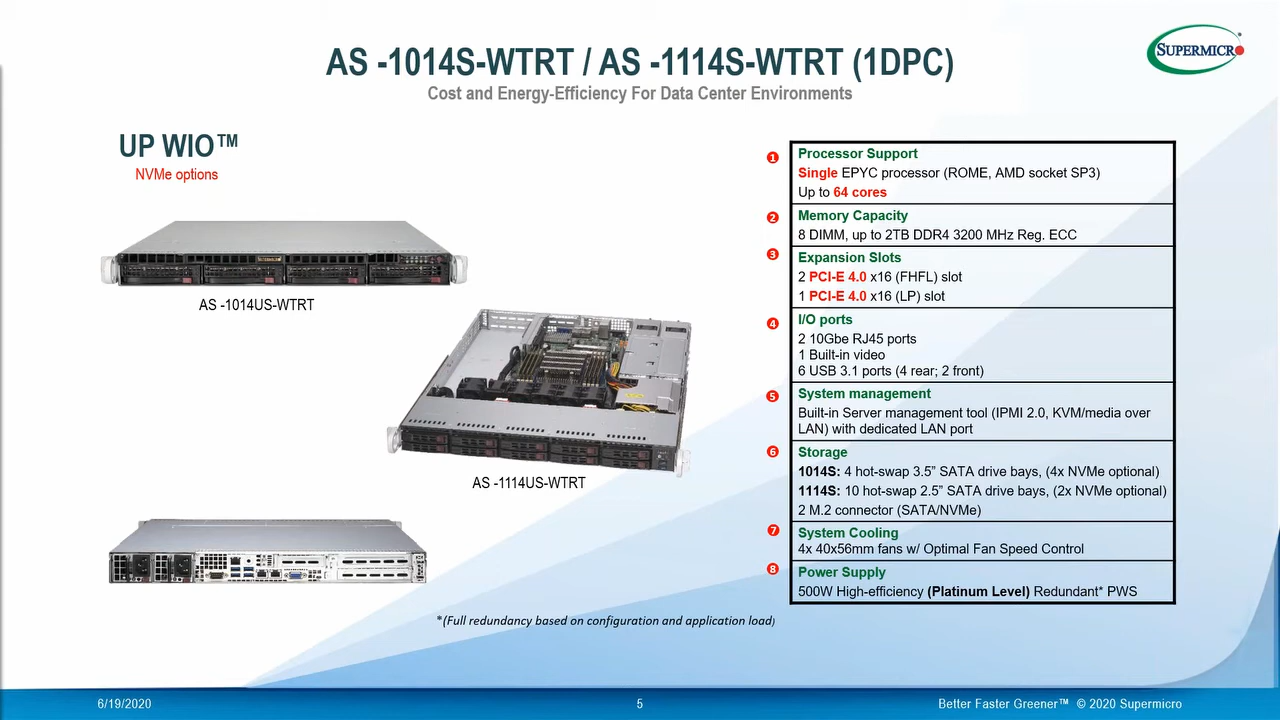 AS -1014S-WTRT / AS -1114S-WTRT (1DPC)
Cost and Energy-Efficiency For Data Center Environments
SUPERMICRO
UP WIO™
NVMe options
AS -1014US-WTRT
AS -1114US-WTRT
*(Full redundancy based on configuration and application load)
1
Processor Support
Single EPYC processor (ROME, AMD socket SP3)
Up to 64 cores
2
Memory Capacity
8 DIMM, up to 2TB DDR4 3200 MHz Reg. ECC
3
Expansion Slots
2 PCI-E 4.0 x16 (FHFL) slot
1 PCI-E 4.0 x16 (LP) slot
4
I/O ports
2 10Gbe RJ45 ports
1 Built-in video
6 USB 3.1 ports (4 rear; 2 front)
5
System management
Built-in Server management tool (IPMI 2.0, KVM/media over
LAN) with dedicated LAN port
6
Storage
1014S: 4 hot-swap 3.5” SATA drive bays, (4x NVMe optional)
1114S: 10 hot-swap 2.5” SATA drive bays, (2x NVMe optional)
2 M.2 connector (SATA/NVMe)
7
System Cooling
4x 40x56mm fans w/ Optimal Fan Speed Control
8
Power Supply
500W High-efficiency (Platinum Level) Redundant* PWS
6/19/2020
5
Better Faster Greener™ © 2020 Supermicro